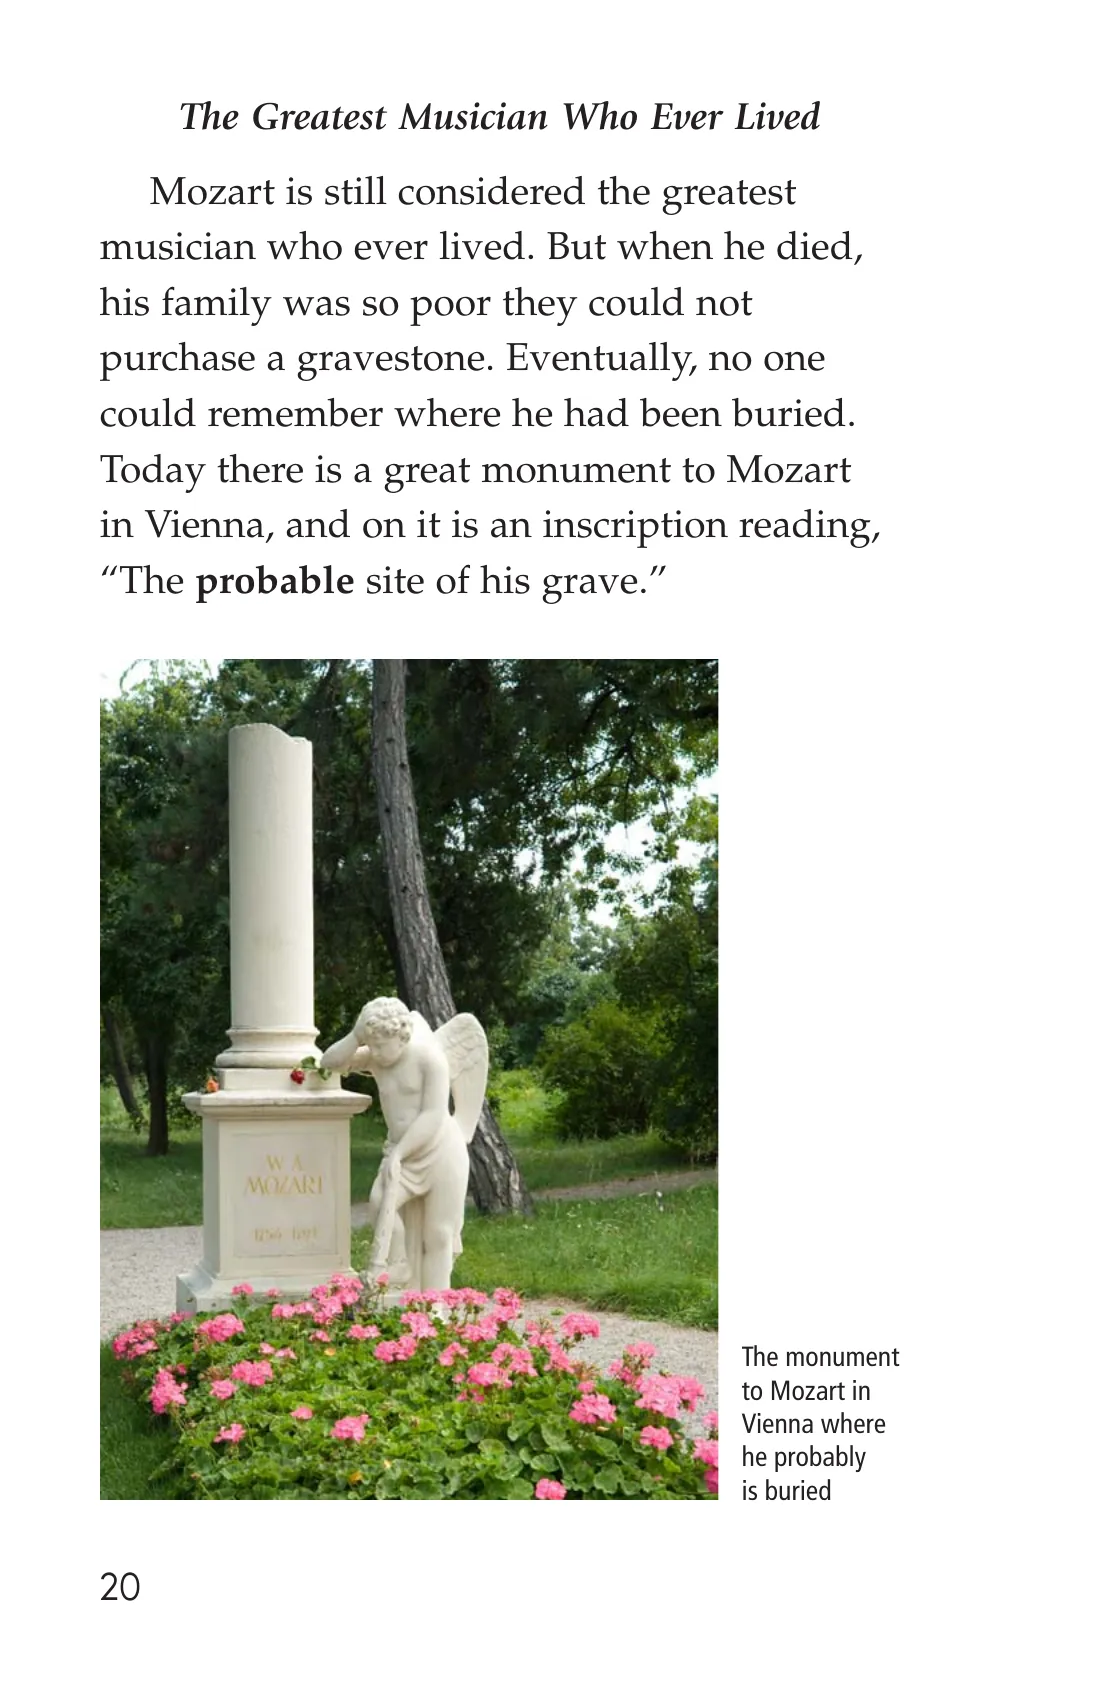 The Greatest Musician Who Ever Lived
Mozart is still considered the greatest
musician who ever lived. But when he died,
his family was so poor they could not
purchase a gravestone. Eventually, no one
could remember where he had been buried.
Today there is a great monument to Mozart
in Vienna, and on it is an inscription reading,
“The probable site of his grave.”
W A
MOZART
The monument
to Mozart in
Vienna where
he probably
is buried
20